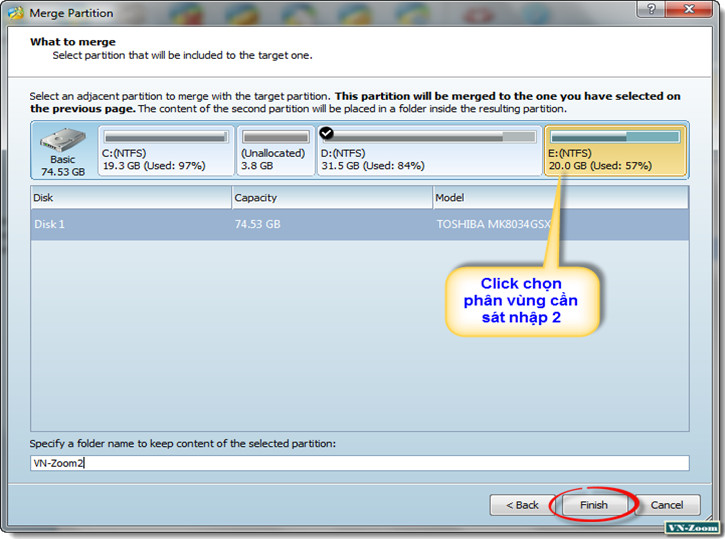 Merge Partition
What to merge
Select partition that will be included to the target one.
Select an adjacent partition to merge with the target partition. This partition will be merged to the one you have selected on
the previous page. The content of the second partition will be placed in a folder inside the resulting partition.
Basic
74.53 GB
C:(NTFS)
19.3 GB (Used: 97%)
(Unallocated)
3.8 GB
D:(NTFS)
31.5 GB (Used: 84%)
E:(NTFS)
20.0 GB (Used: 57%)
Disk Capacity Model
Disk 1 74.53 GB TOSHIBA MK8034GSX
Click chọn
phân vùng cần
sát nhập 2
Specify a folder name to keep content of the selected partition:
VN-Zoom2
< Back Finish Cancel
VN-Zoom